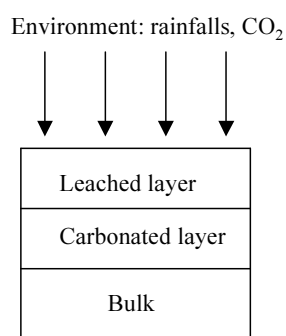 Environment: rainfalls, CO₂
Leached layer
Carbonated layer
Bulk